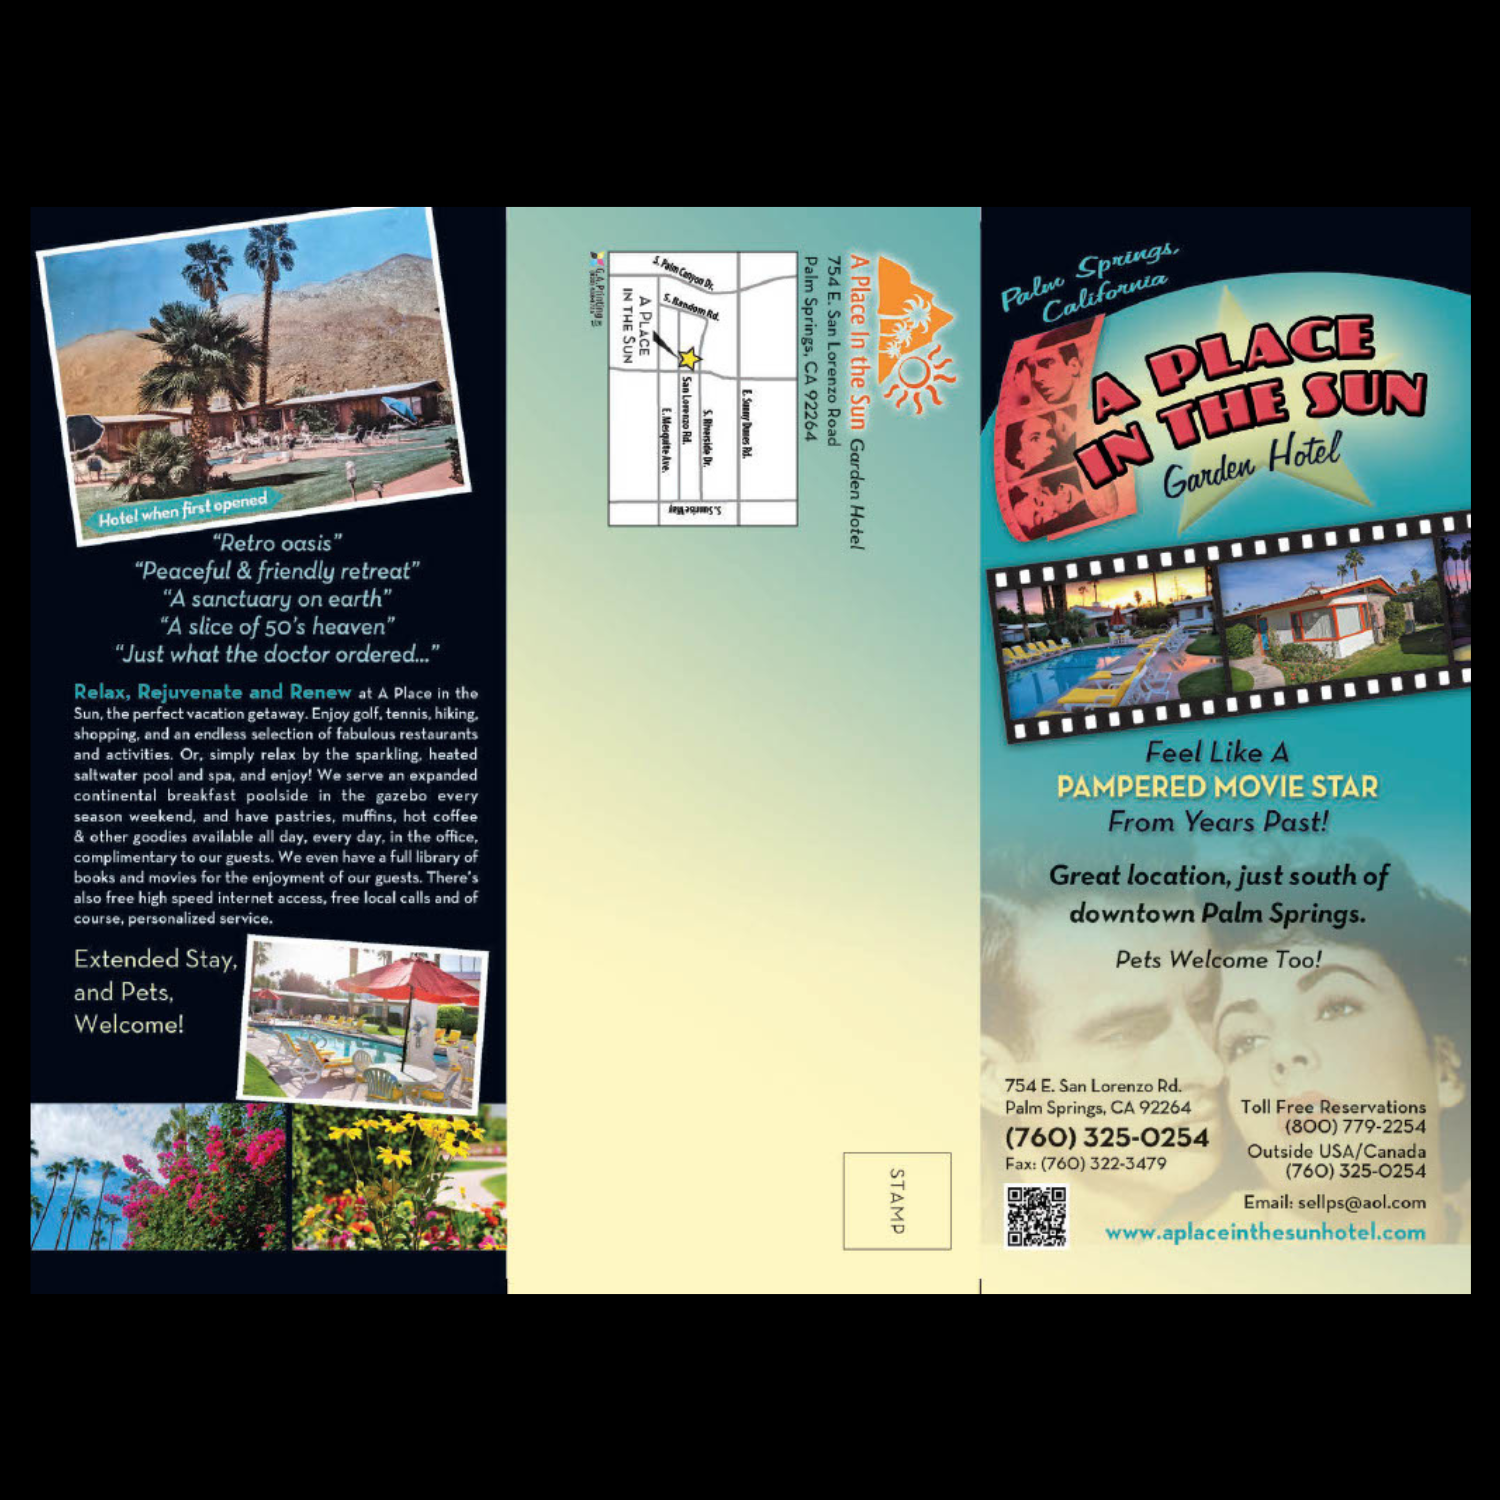 Hotel when first opened
“Retro oasis”
“Peaceful & friendly retreat”
“A sanctuary on earth”
“A slice of 50’s heaven”
“Just what the doctor ordered...”
Relax, Rejuvenate and Renew at A Place in the
Sun, the perfect vacation getaway. Enjoy golf, tennis, hiking,
shopping, and an endless selection of fabulous restaurants
and activities. Or, simply relax by the sparkling, heated
saltwater pool and spa, and enjoy! We serve an expanded
continental breakfast poolside in the gazebo every
season weekend, and have pastries, muffins, hot coffee
& other goodies available all day, every day, in the office,
complimentary to our guests. We even have a full library of
books and movies for the enjoyment of our guests. There’s
also free high speed internet access, free local calls and of
course, personalized service.
Extended Stay,
and Pets,
Welcome!
A Place In the Sun Garden Hotel
754 E. San Lorenzo Road
Palm Springs, CA 92264
E. Sunny Dunes Rd.
S. Palm Canyon Dr.
S. Random Rd.
S. Riverside Dr.
San Lorenzo Rd.
E. Mesquite Ave.
S. Sunrise Way
A PLACE
IN THE SUN
G.A. Printing
STAMP
Palm Springs,
California
A PLACE
IN THE SUN
Garden Hotel
Feel Like A
PAMPERED MOVIE STAR
From Years Past!
Great location, just south of
downtown Palm Springs.
Pets Welcome Too!
754 E. San Lorenzo Rd.
Palm Springs, CA 92264
(760) 325-0254
Fax: (760) 322-3479
Toll Free Reservations
(800) 779-2254
Outside USA/Canada
(760) 325-0254
Email: sellps@aol.com
www.aplaceinthesunhotel.com